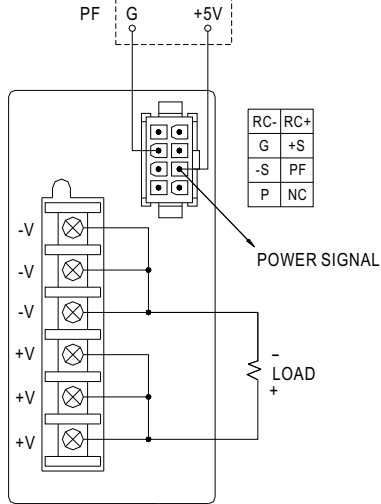 PF G +5V
RC- RC+
G +S
-S PF
P NC
POWER SIGNAL
-V
-V
-V
+V
+V
+V
−
LOAD
+